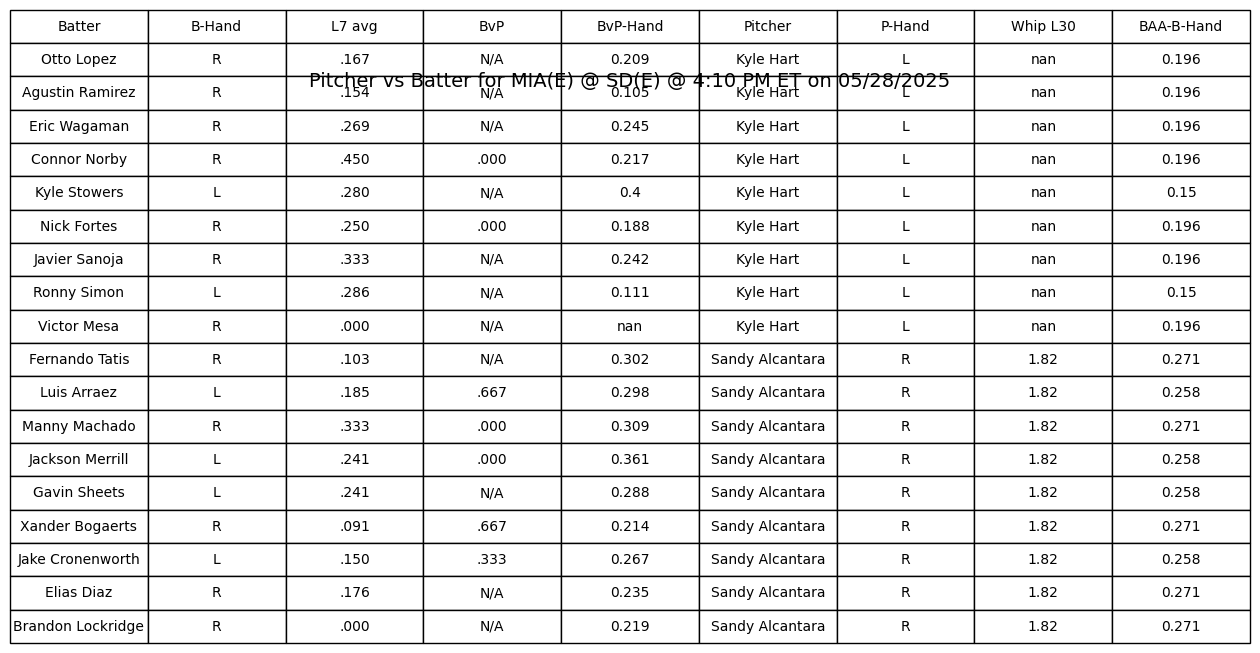 Batter B-Hand L7 avg BvP BvP-Hand Pitcher P-Hand Whip L30 BAA-B-Hand
Otto Lopez R .167 N/A 0.209 Kyle Hart L nan 0.196
Pitcher vs Batter for MIA(E) @ SD(E) @ 4:10 PM ET on 05/28/2025
Agustin Ramirez R .154 N/A 0.105 Kyle Hart L nan 0.196
Eric Wagaman R .269 N/A 0.245 Kyle Hart L nan 0.196
Connor Norby R .450 .000 0.217 Kyle Hart L nan 0.196
Kyle Stowers L .280 N/A 0.4 Kyle Hart L nan 0.15
Nick Fortes R .250 .000 0.188 Kyle Hart L nan 0.196
Javier Sanoja R .333 N/A 0.242 Kyle Hart L nan 0.196
Ronny Simon L .286 N/A 0.111 Kyle Hart L nan 0.15
Victor Mesa R .000 N/A nan Kyle Hart L nan 0.196
Fernando Tatis R .103 N/A 0.302 Sandy Alcantara R 1.82 0.271
Luis Arraez L .185 .667 0.298 Sandy Alcantara R 1.82 0.258
Manny Machado R .333 .000 0.309 Sandy Alcantara R 1.82 0.271
Jackson Merrill L .241 .000 0.361 Sandy Alcantara R 1.82 0.258
Gavin Sheets L .241 N/A 0.288 Sandy Alcantara R 1.82 0.258
Xander Bogaerts R .091 .667 0.214 Sandy Alcantara R 1.82 0.271
Jake Cronenworth L .150 .333 0.267 Sandy Alcantara R 1.82 0.258
Elias Diaz R .176 N/A 0.235 Sandy Alcantara R 1.82 0.271
Brandon Lockridge R .000 N/A 0.219 Sandy Alcantara R 1.82 0.271